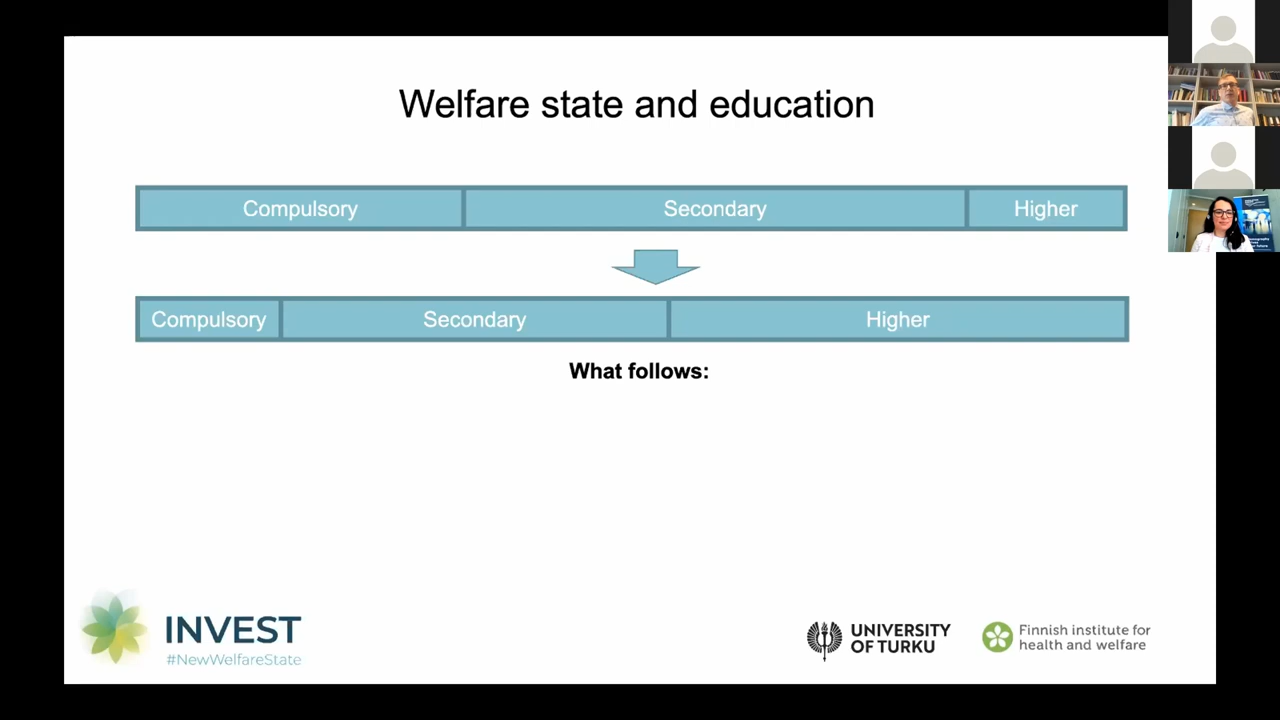 Welfare state and education
Compulsory
Secondary
Higher
Compulsory
Secondary
Higher
What follows:
INVEST
#NewWelfareState
UNIVERSITY
OF TURKU
Finnish institute for
health and welfare